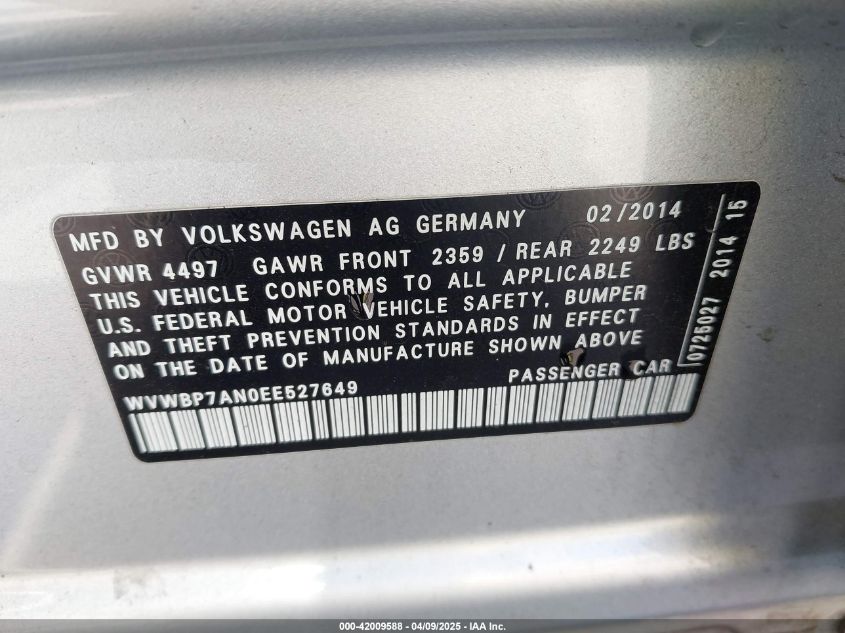 MFD BY VOLKSWAGEN AG GERMANY 02/2014
GVWR 4497 GAWR FRONT 2359 / REAR 2249 LBS
THIS VEHICLE CONFORMS TO ALL APPLICABLE
U.S. FEDERAL MOTOR VEHICLE SAFETY, BUMPER
AND THEFT PREVENTION STANDARDS IN EFFECT
ON THE DATE OF MANUFACTURE SHOWN ABOVE
WVWBP7AN0EE527649 PASSENGER CAR
0725027 2014 15
000-42009588 - 04/09/2025 - IAA Inc.